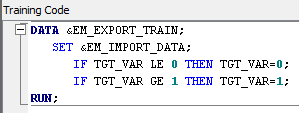 Training Code
DATA &EM_EXPORT_TRAIN;
SET &EM_IMPORT_DATA;
IF TGT_VAR LE 0 THEN TGT_VAR=0;
IF TGT_VAR GE 1 THEN TGT_VAR=1;
RUN;